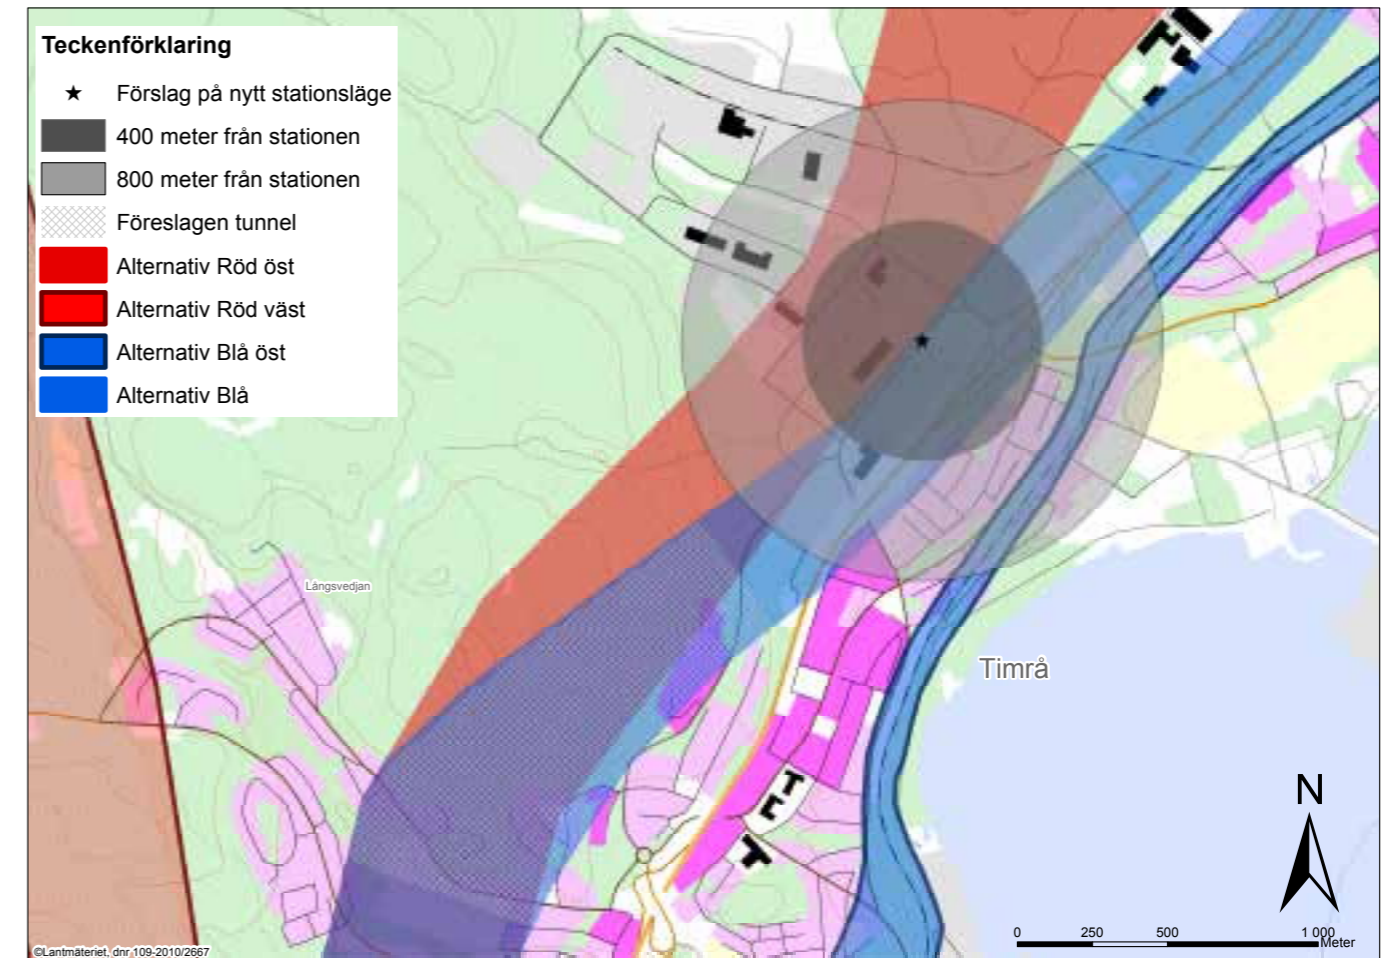 Teckenförklaring
Förslag på nytt stationsläge
400 meter från stationen
800 meter från stationen
Föreslagen tunnel
Alternativ Röd öst
Alternativ Röd väst
Alternativ Blå öst
Alternativ Blå
Långsvedjan
Timrå
N
0 250 500 1 000
Meter
©Lantmäteriet, dnr 109-2010/2667